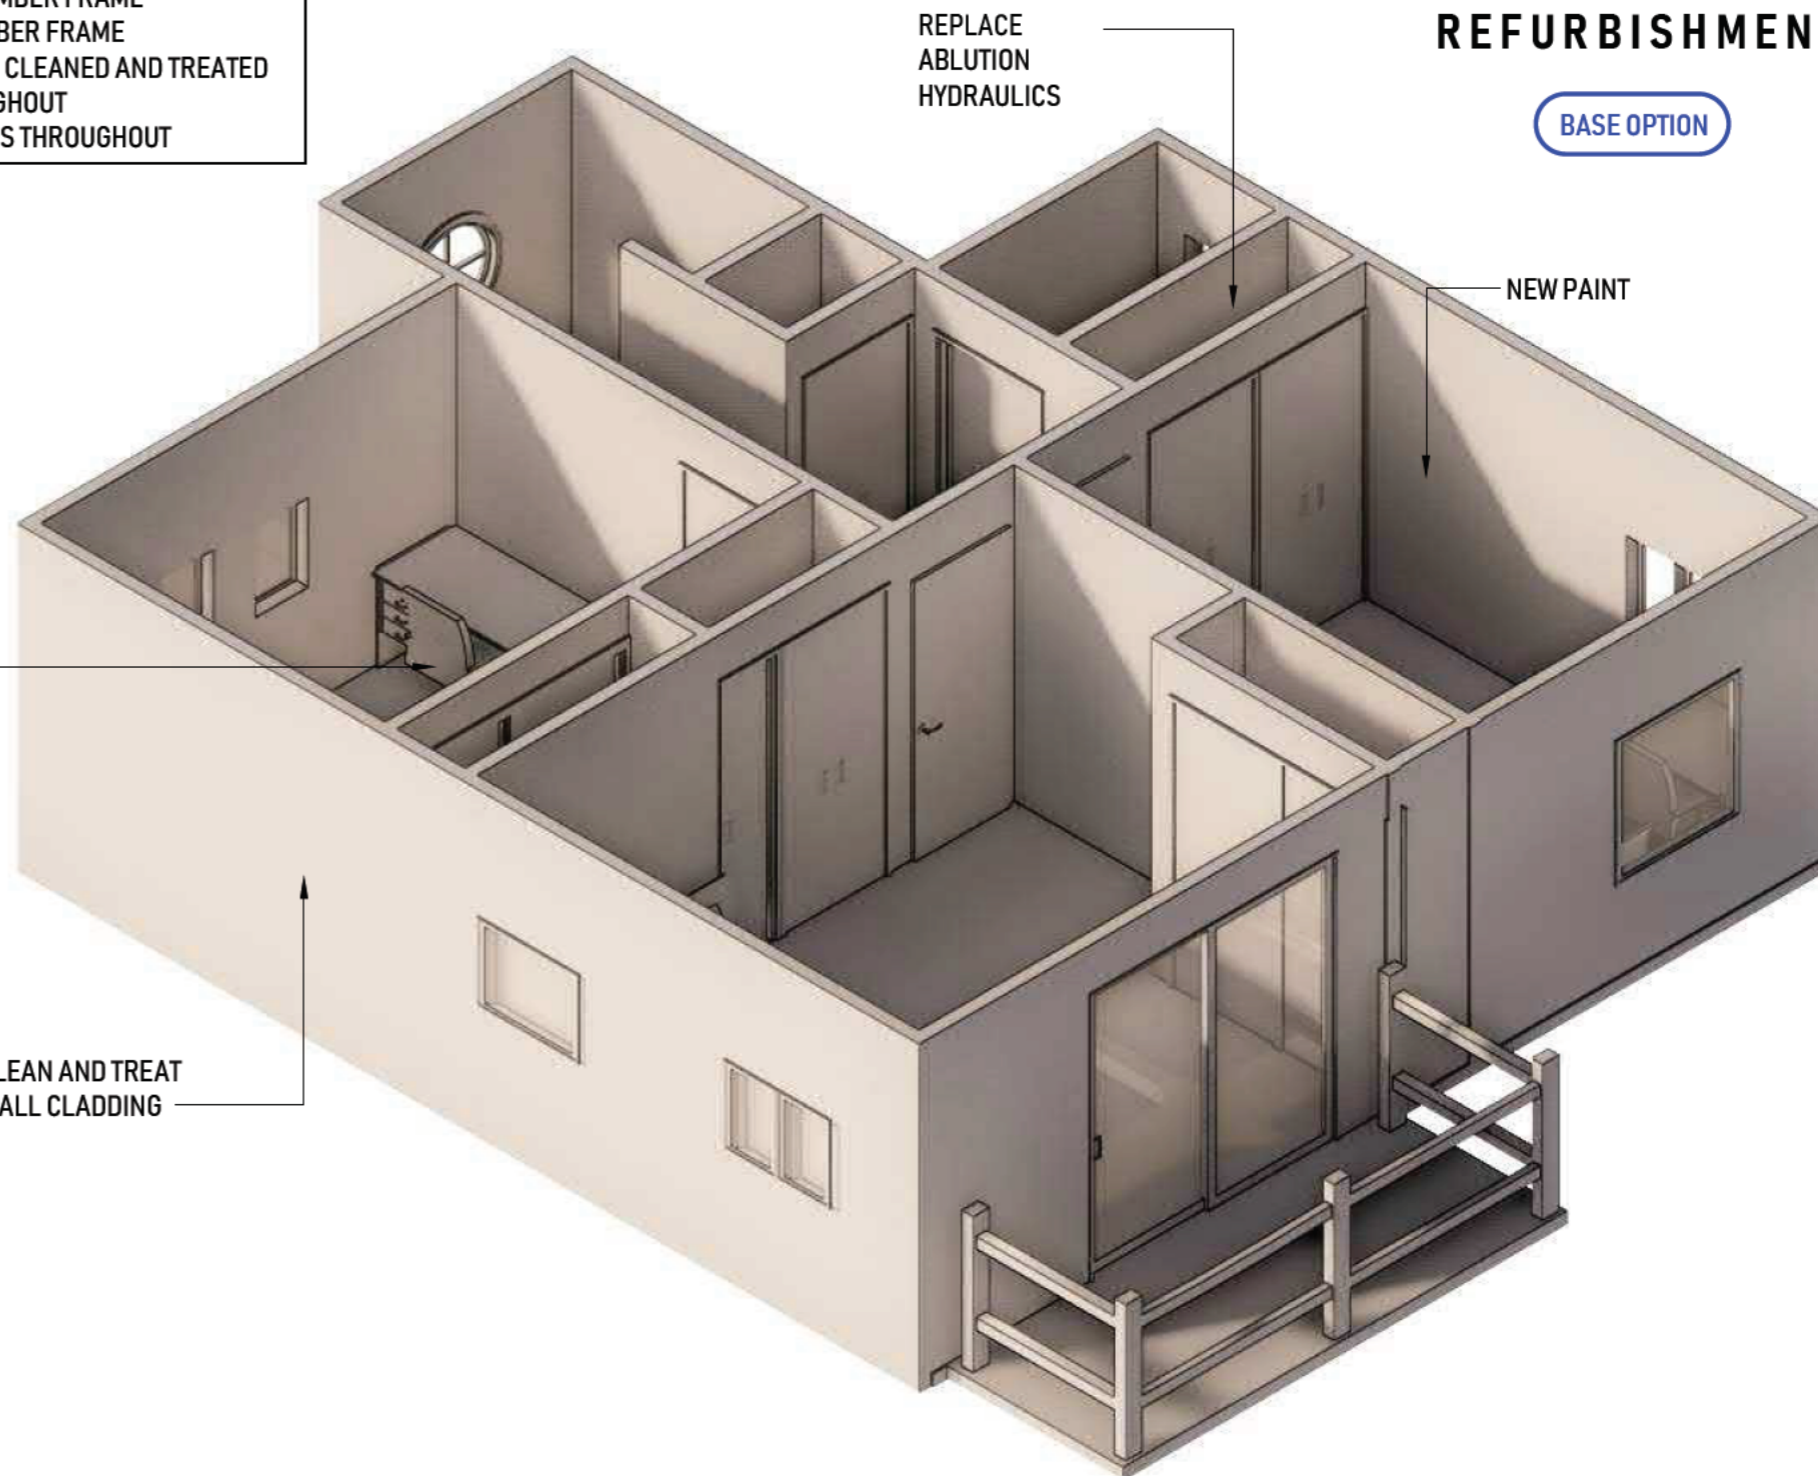 BER FRAME
CLEANED AND TREATED
GHOUT
S THROUGHOUT
REPLACE
ABLUTION
HYDRAULICS
REFURBISHMEN
BASE OPTION
NEW PAINT
LEAN AND TREAT
ALL CLADDING